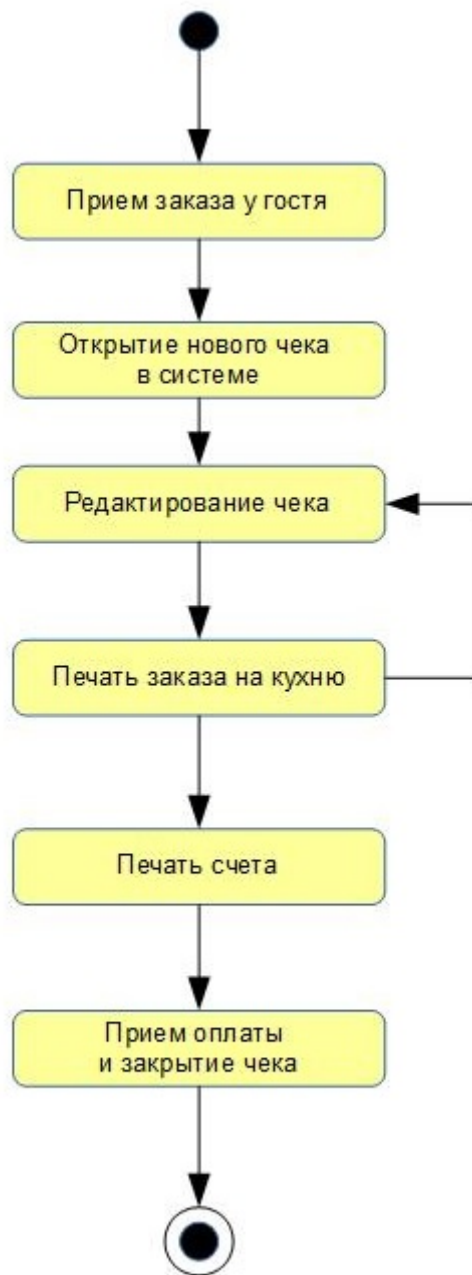 Прием заказа у гостя
Открытие нового чека
в системе
Редактирование чека
Печать заказа на кухню
Печать счета
Прием оплаты
и закрытие чека